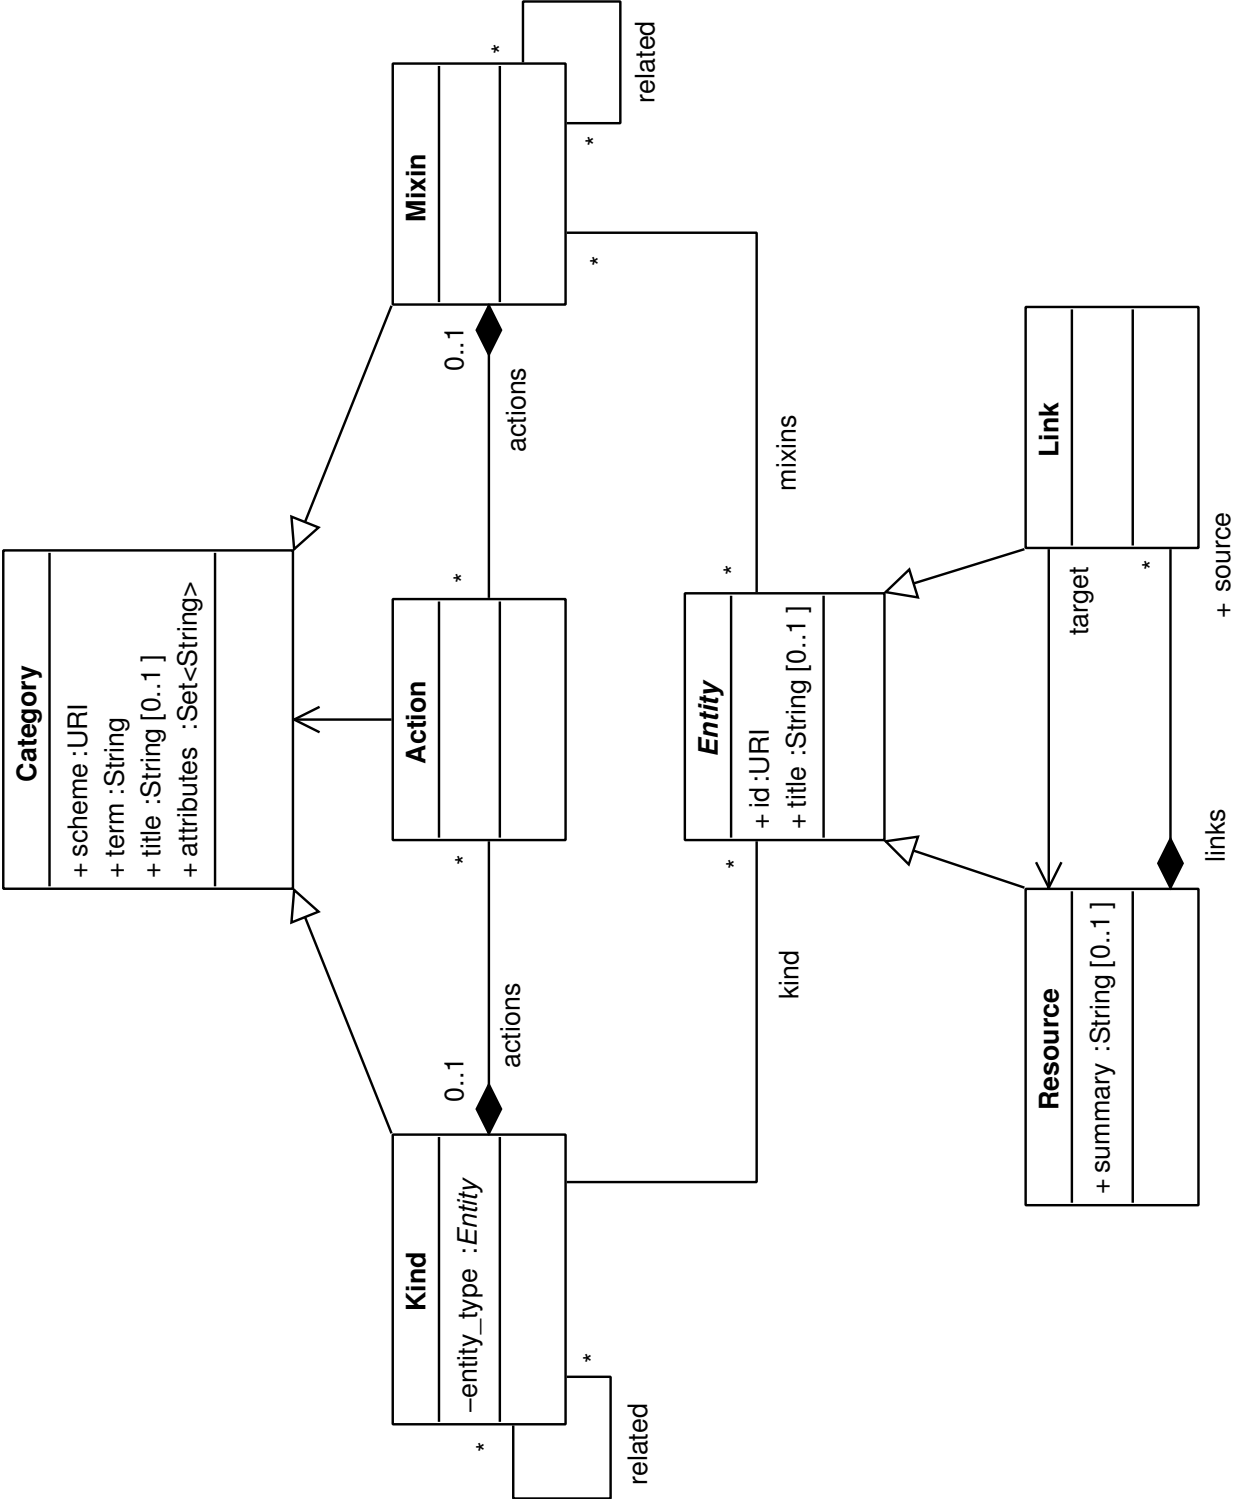 Category
+ scheme :URI
+ term :String
+ title :String [0..1 ]
+ attributes :Set<String>
Kind
–entity_type :Entity
Action
Mixin
0..1
actions
*
*
0..1
actions
*
*
related
*
*
related
*
kind
*
*
mixins
Entity
+ id :URI
+ title :String [0..1 ]
Resource
+ summary :String [0..1 ]
Link
target
*
links
+ source